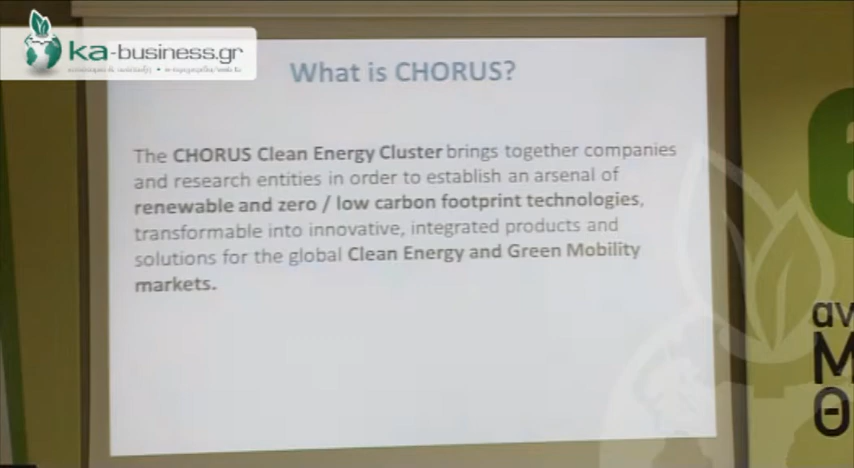 ka-business.gr
What is CHORUS?
The CHORUS Clean Energy Cluster brings together companies
and research entities in order to establish an arsenal of
renewable and zero / low carbon footprint technologies,
transformable into innovative, integrated products and
solutions for the global Clean Energy and Green Mobility
markets.
6
αν
Μ
Θ